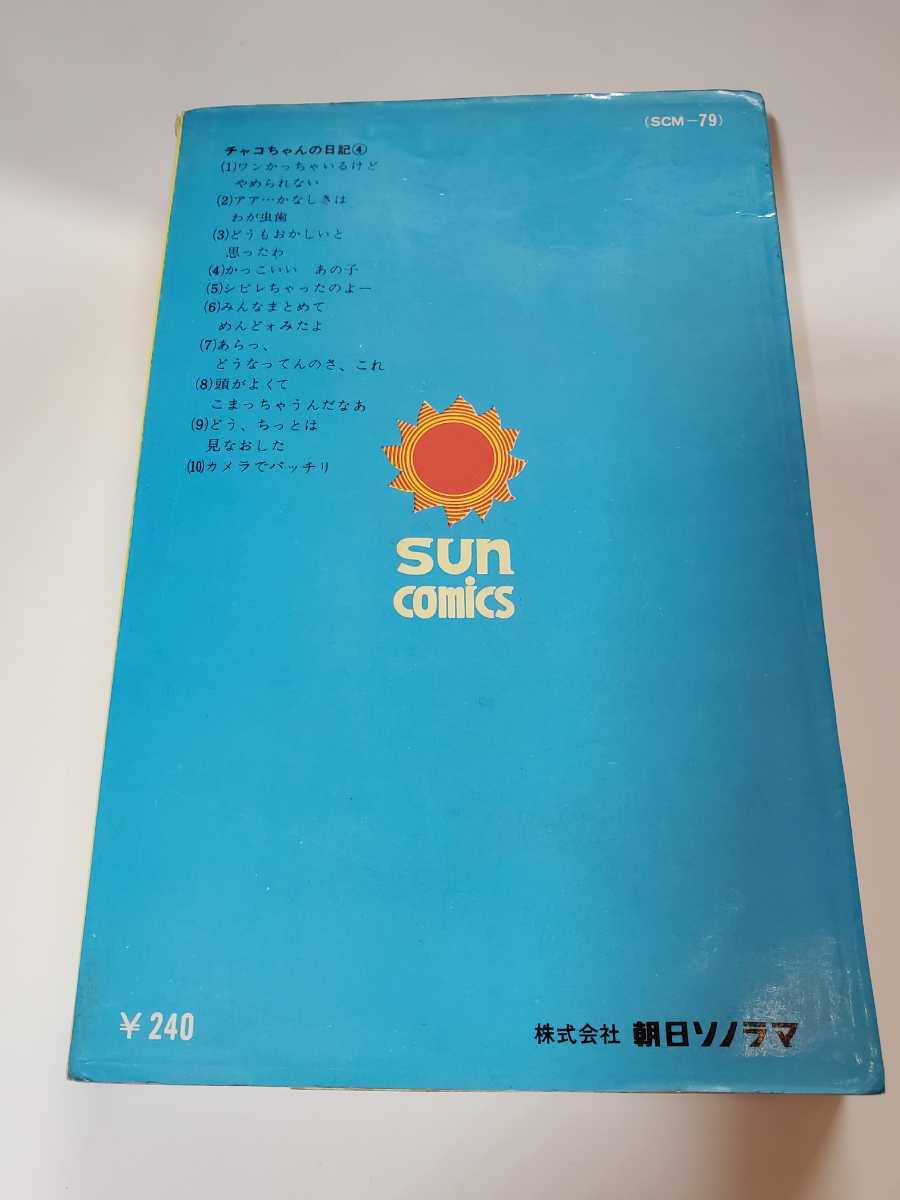 (SCM-79)
チャコちゃんの日記④
(1)ワンかっちゃいるけど
やめられない
(2)アア…かなしきは
わが虫歯
(3)どうもおかしいと
思ったわ
(4)かっこいい　あの子
(5)シビレちゃったのよー
(6)みんなまとめて
めんどォみたよ
(7)あらっ、
どうなってんのさ、これ
(8)頭がよくて
こまっちゃうんだなあ
(9)どう、ちっとは
見なおした
(10)カメラでバッチリ
sun
comics
¥240
株式会社 朝日ソノラマ